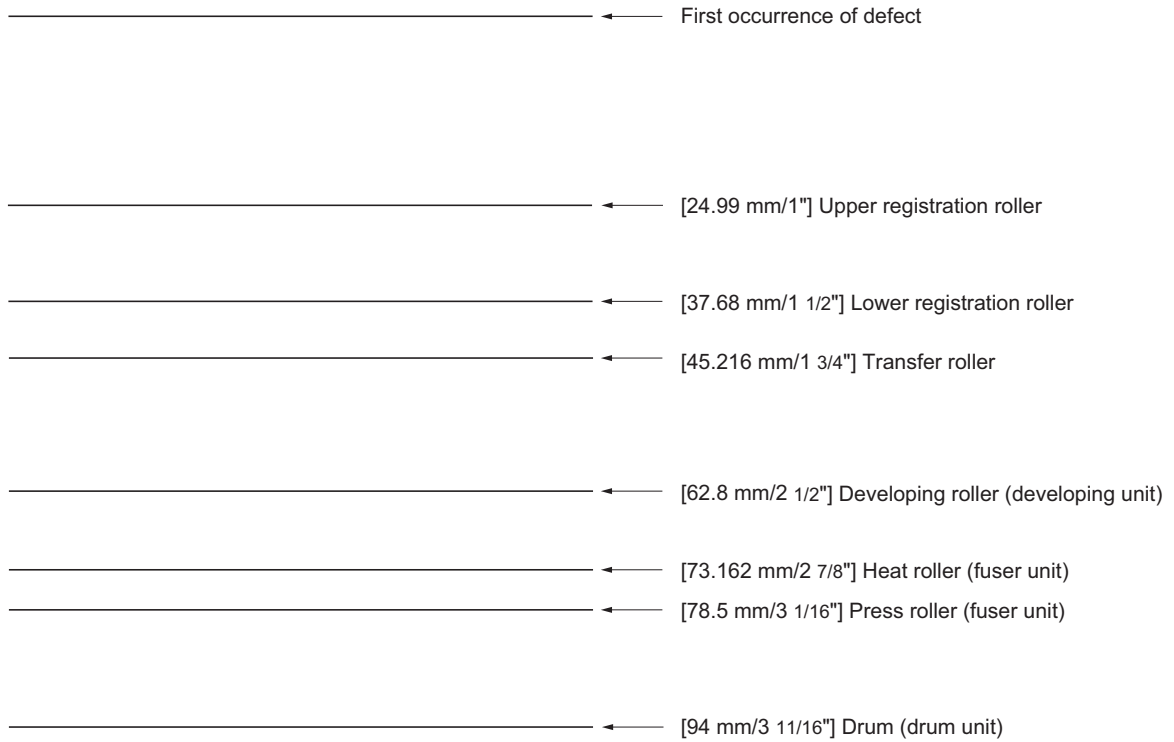 First occurrence of defect
[24.99 mm/1"] Upper registration roller
[37.68 mm/1 1/2"] Lower registration roller
[45.216 mm/1 3/4"] Transfer roller
[62.8 mm/2 1/2"] Developing roller (developing unit)
[73.162 mm/2 7/8"] Heat roller (fuser unit)
[78.5 mm/3 1/16"] Press roller (fuser unit)
[94 mm/3 11/16"] Drum (drum unit)